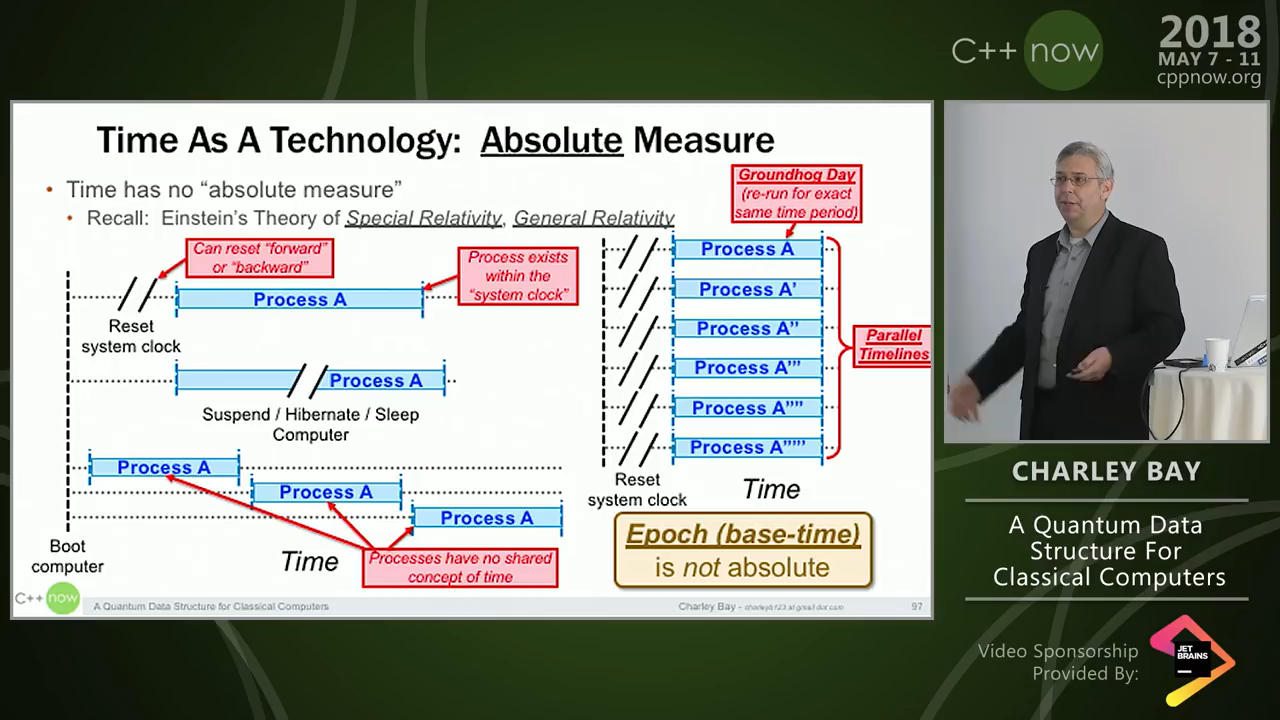 C++ now
2018
MAY 7 - 11
cppnow.org
Time As A Technology: Absolute Measure
• Time has no “absolute measure”
• Recall: Einstein’s Theory of Special Relativity, General Relativity
Can reset “forward”
or “backward”
Process exists
within the
“system clock”
Process A
Reset
system clock
Process A
Suspend / Hibernate / Sleep
Computer
Process A
Process A
Process A
Boot
computer
Time
Processes have no shared
concept of time
Groundhog Day
(re-run for exact
same time period)
Process A
Process A'
Process A''
Process A'''
Process A''''
Process A'''''
Parallel
Timelines
Reset
system clock
Time
Epoch (base-time)
is not absolute
C++ now
A Quantum Data Structure for Classical Computers
Charley Bay - charleyb123 at gmail dot com
97
CHARLEY BAY
A Quantum Data
Structure For
Classical Computers
Video Sponsorship
Provided By:
JET
BRAINS